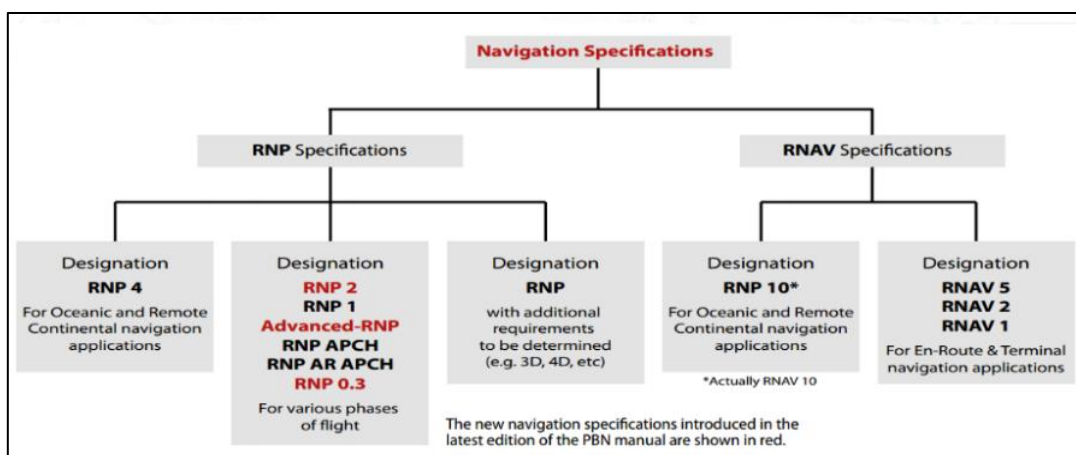 Navigation Specifications
RNP Specifications
RNAV Specifications
Designation
RNP 4
For Oceanic and Remote
Continental navigation
applications
Designation
RNP 2
RNP 1
Advanced-RNP
RNP APCH
RNP AR APCH
RNP 0.3
For various phases
of flight
Designation
RNP
with additional
requirements
to be determined
(e.g. 3D, 4D, etc)
Designation
RNP 10*
For Oceanic and Remote
Continental navigation
applications
*Actually RNAV 10
Designation
RNAV 5
RNAV 2
RNAV 1
For En-Route & Terminal
navigation applications
The new navigation specifications introduced in the
latest edition of the PBN manual are shown in red.